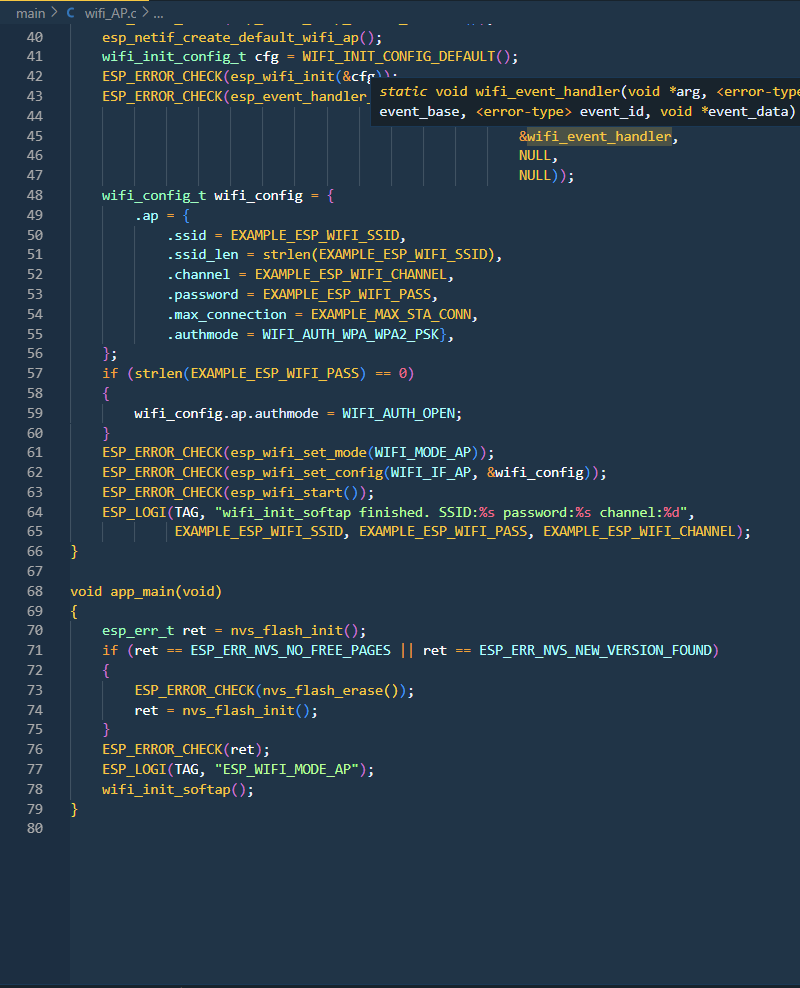 main > C wifi_AP.c > ...
40 esp_netif_create_default_wifi_ap();
41 wifi_init_config_t cfg = WIFI_INIT_CONFIG_DEFAULT();
42 ESP_ERROR_CHECK(esp_wifi_init(&cfg));
43 ESP_ERROR_CHECK(esp_event_handler_
static void wifi_event_handler(void *arg, <error-type
44
event_base, <error-type> event_id, void *event_data)
45 &wifi_event_handler,
46 NULL,
47 NULL));
48 wifi_config_t wifi_config = {
49 .ap = {
50 .ssid = EXAMPLE_ESP_WIFI_SSID,
51 .ssid_len = strlen(EXAMPLE_ESP_WIFI_SSID),
52 .channel = EXAMPLE_ESP_WIFI_CHANNEL,
53 .password = EXAMPLE_ESP_WIFI_PASS,
54 .max_connection = EXAMPLE_MAX_STA_CONN,
55 .authmode = WIFI_AUTH_WPA_WPA2_PSK},
56 };
57 if (strlen(EXAMPLE_ESP_WIFI_PASS) == 0)
58 {
59 wifi_config.ap.authmode = WIFI_AUTH_OPEN;
60 }
61 ESP_ERROR_CHECK(esp_wifi_set_mode(WIFI_MODE_AP));
62 ESP_ERROR_CHECK(esp_wifi_set_config(WIFI_IF_AP, &wifi_config));
63 ESP_ERROR_CHECK(esp_wifi_start());
64 ESP_LOGI(TAG, "wifi_init_softap finished. SSID:%s password:%s channel:%d",
65 EXAMPLE_ESP_WIFI_SSID, EXAMPLE_ESP_WIFI_PASS, EXAMPLE_ESP_WIFI_CHANNEL);
66 }
67
68 void app_main(void)
69 {
70 esp_err_t ret = nvs_flash_init();
71 if (ret == ESP_ERR_NVS_NO_FREE_PAGES || ret == ESP_ERR_NVS_NEW_VERSION_FOUND)
72 {
73 ESP_ERROR_CHECK(nvs_flash_erase());
74 ret = nvs_flash_init();
75 }
76 ESP_ERROR_CHECK(ret);
77 ESP_LOGI(TAG, "ESP_WIFI_MODE_AP");
78 wifi_init_softap();
79 }
80